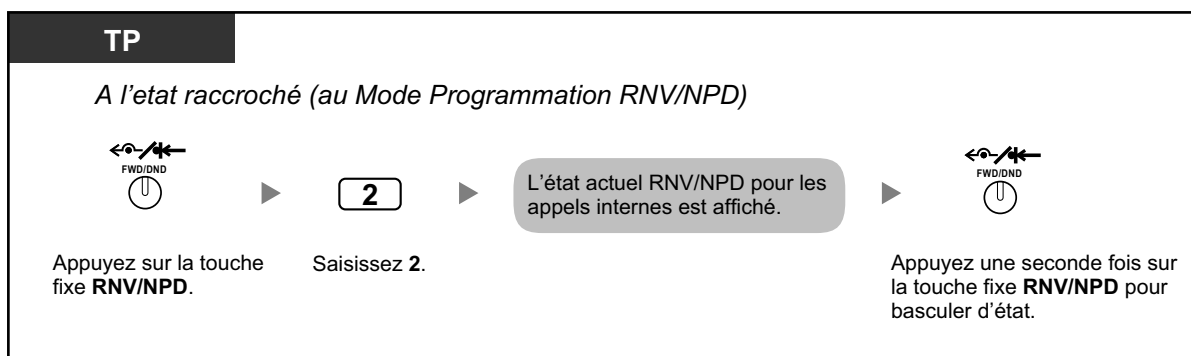 TP
A l'etat raccroché (au Mode Programmation RNV/NPD)
FWD/DND
Appuyez sur la touche
fixe RNV/NPD.
2
Saisissez 2.
L'état actuel RNV/NPD pour les
appels internes est affiché.
FWD/DND
Appuyez une seconde fois sur
la touche fixe RNV/NPD pour
basculer d'état.